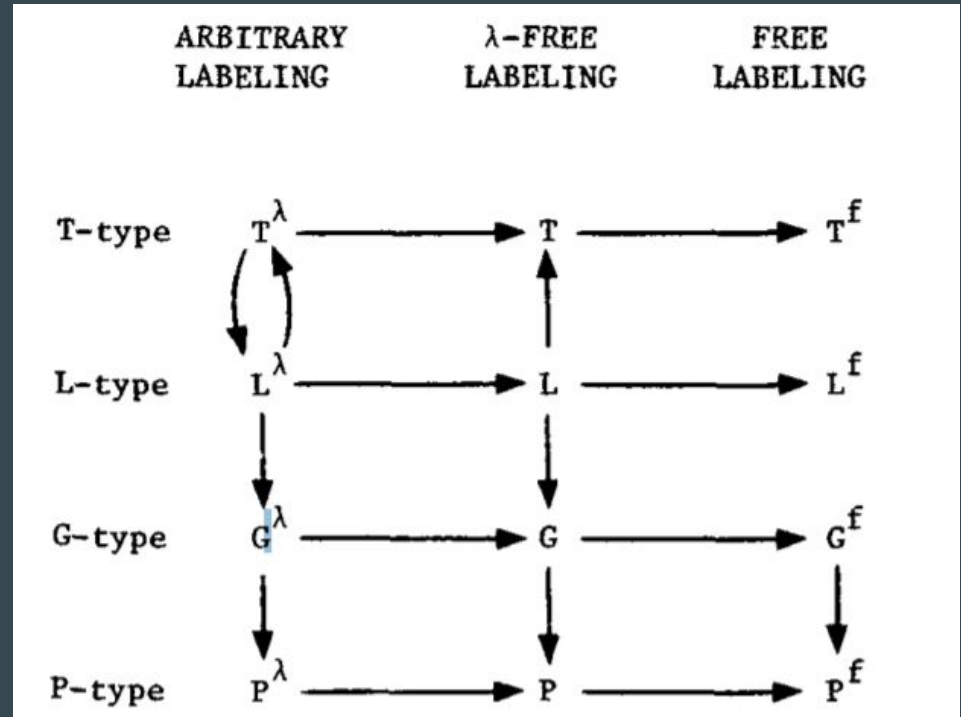 ARBITRARY LABELING λ-FREE LABELING FREE LABELING
T-type T^λ T T^f
L-type L^λ L L^f
G-type G^λ G G^f
P-type P^λ P P^f